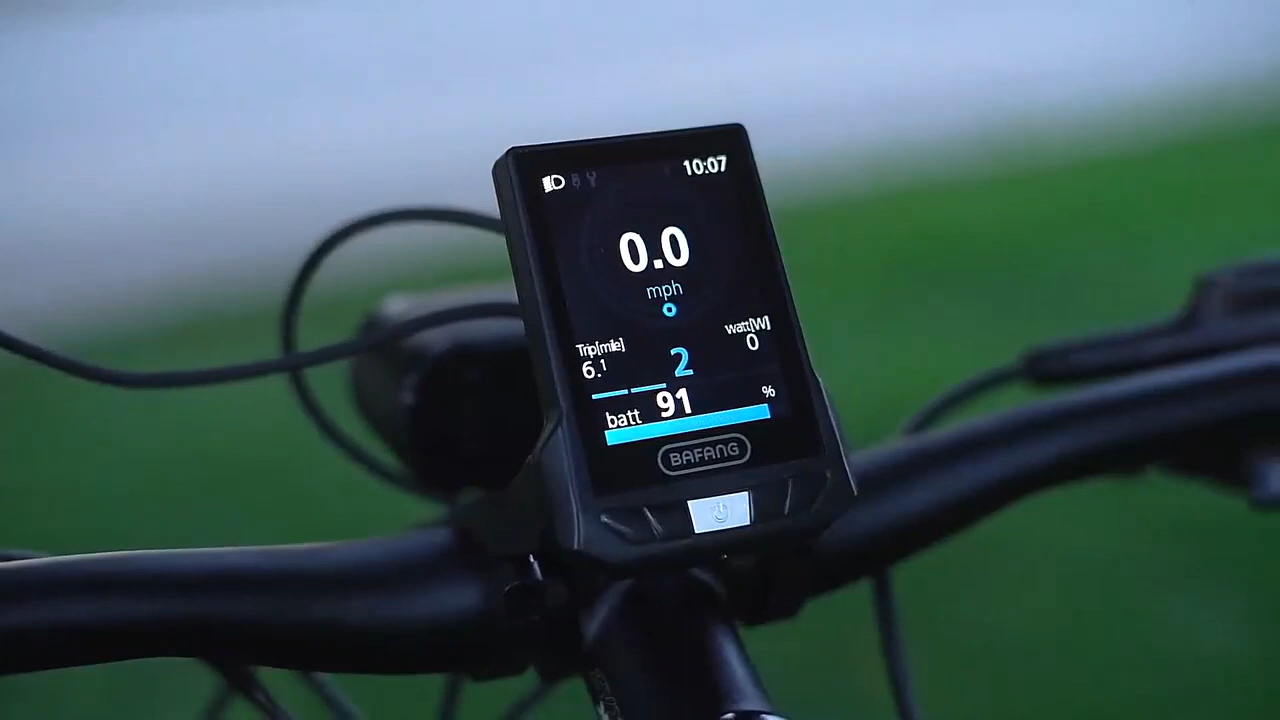 10:07
0.0
mph
Trip[mile]
watt[W]
6.1
2
0
batt 91 %
BAFANG